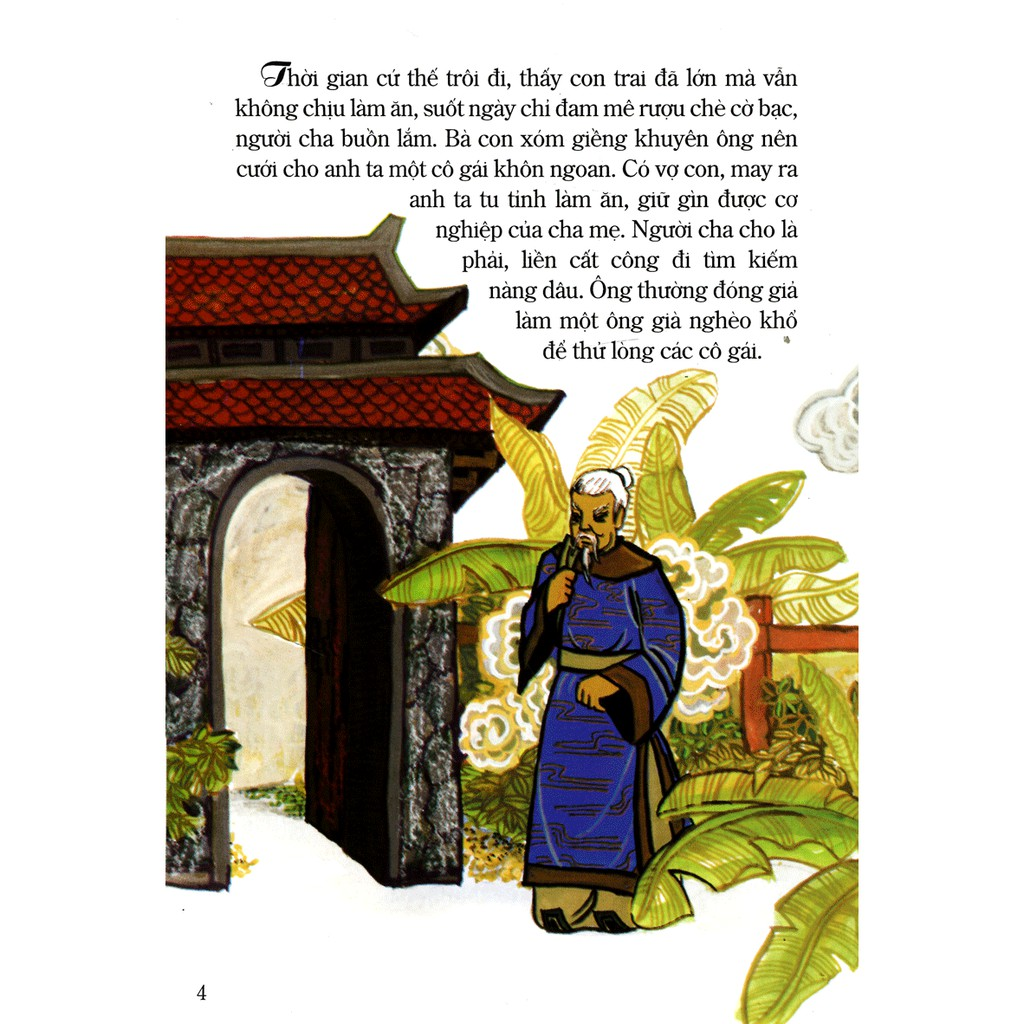 Thời gian cứ thế trôi đi, thấy con trai đã lớn mà vẫn
không chịu làm ăn, suốt ngày chỉ đam mê rượu chè cờ bạc,
người cha buồn lắm. Bà con xóm giềng khuyên ông nên
cưới cho anh ta một cô gái khôn ngoan. Có vợ con, may ra
anh ta tu tỉnh làm ăn, giữ gìn được cơ
nghiệp của cha mẹ. Người cha cho là
phải, liền cất công đi tìm kiếm
nàng dâu. Ông thường đóng giả
làm một ông già nghèo khổ
để thử lòng các cô gái.
4